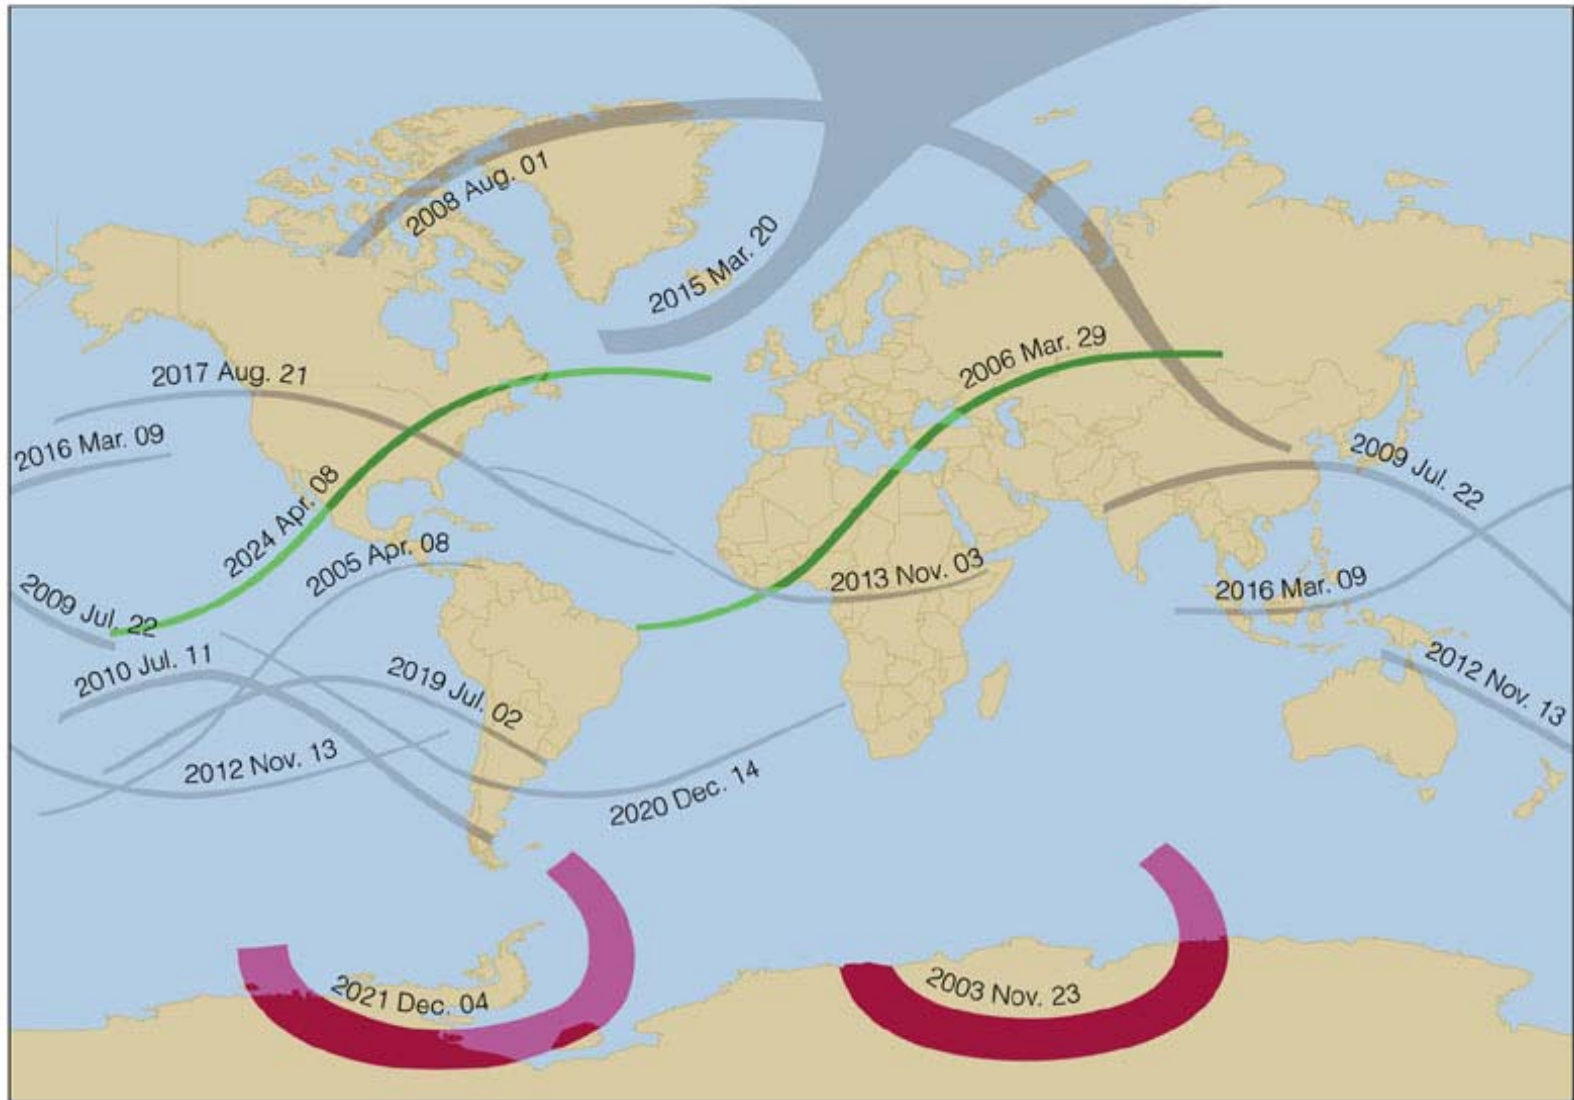 2008 Aug. 01
2015 Mar. 20
2006 Mar. 29
2017 Aug. 21
2016 Mar. 09
2009 Jul. 22
2024 Apr. 08
2005 Apr. 08
2013 Nov. 03
2016 Mar. 09
2009 Jul. 22
2010 Jul. 11
2019 Jul. 02
2012 Nov. 13
2012 Nov. 13
2020 Dec. 14
2021 Dec. 04
2003 Nov. 23